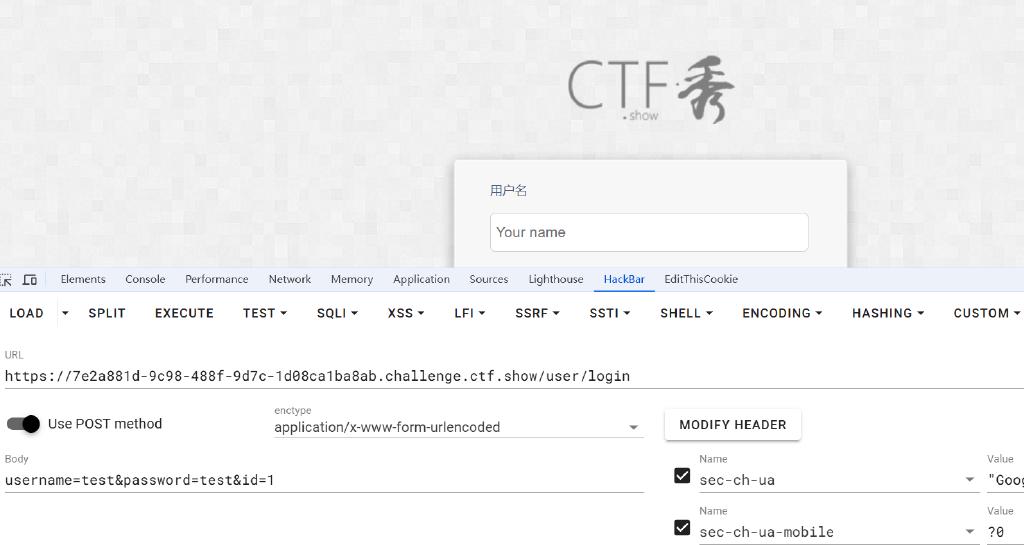 CTF秀
.show
用户名
Your name
Elements Console Performance Network Memory Application Sources Lighthouse HackBar EditThisCookie
LOAD SPLIT EXECUTE TEST SQLI XSS LFI SSRF SSTI SHELL ENCODING HASHING CUSTOM
URL
https://7e2a881d-9c98-488f-9d7c-1d08ca1ba8ab.challenge.ctf.show/user/login
Use POST method
enctype
application/x-www-form-urlencoded
MODIFY HEADER
Body
username=test&password=test&id=1
Name Value
sec-ch-ua "Goog
Name Value
sec-ch-ua-mobile ?0